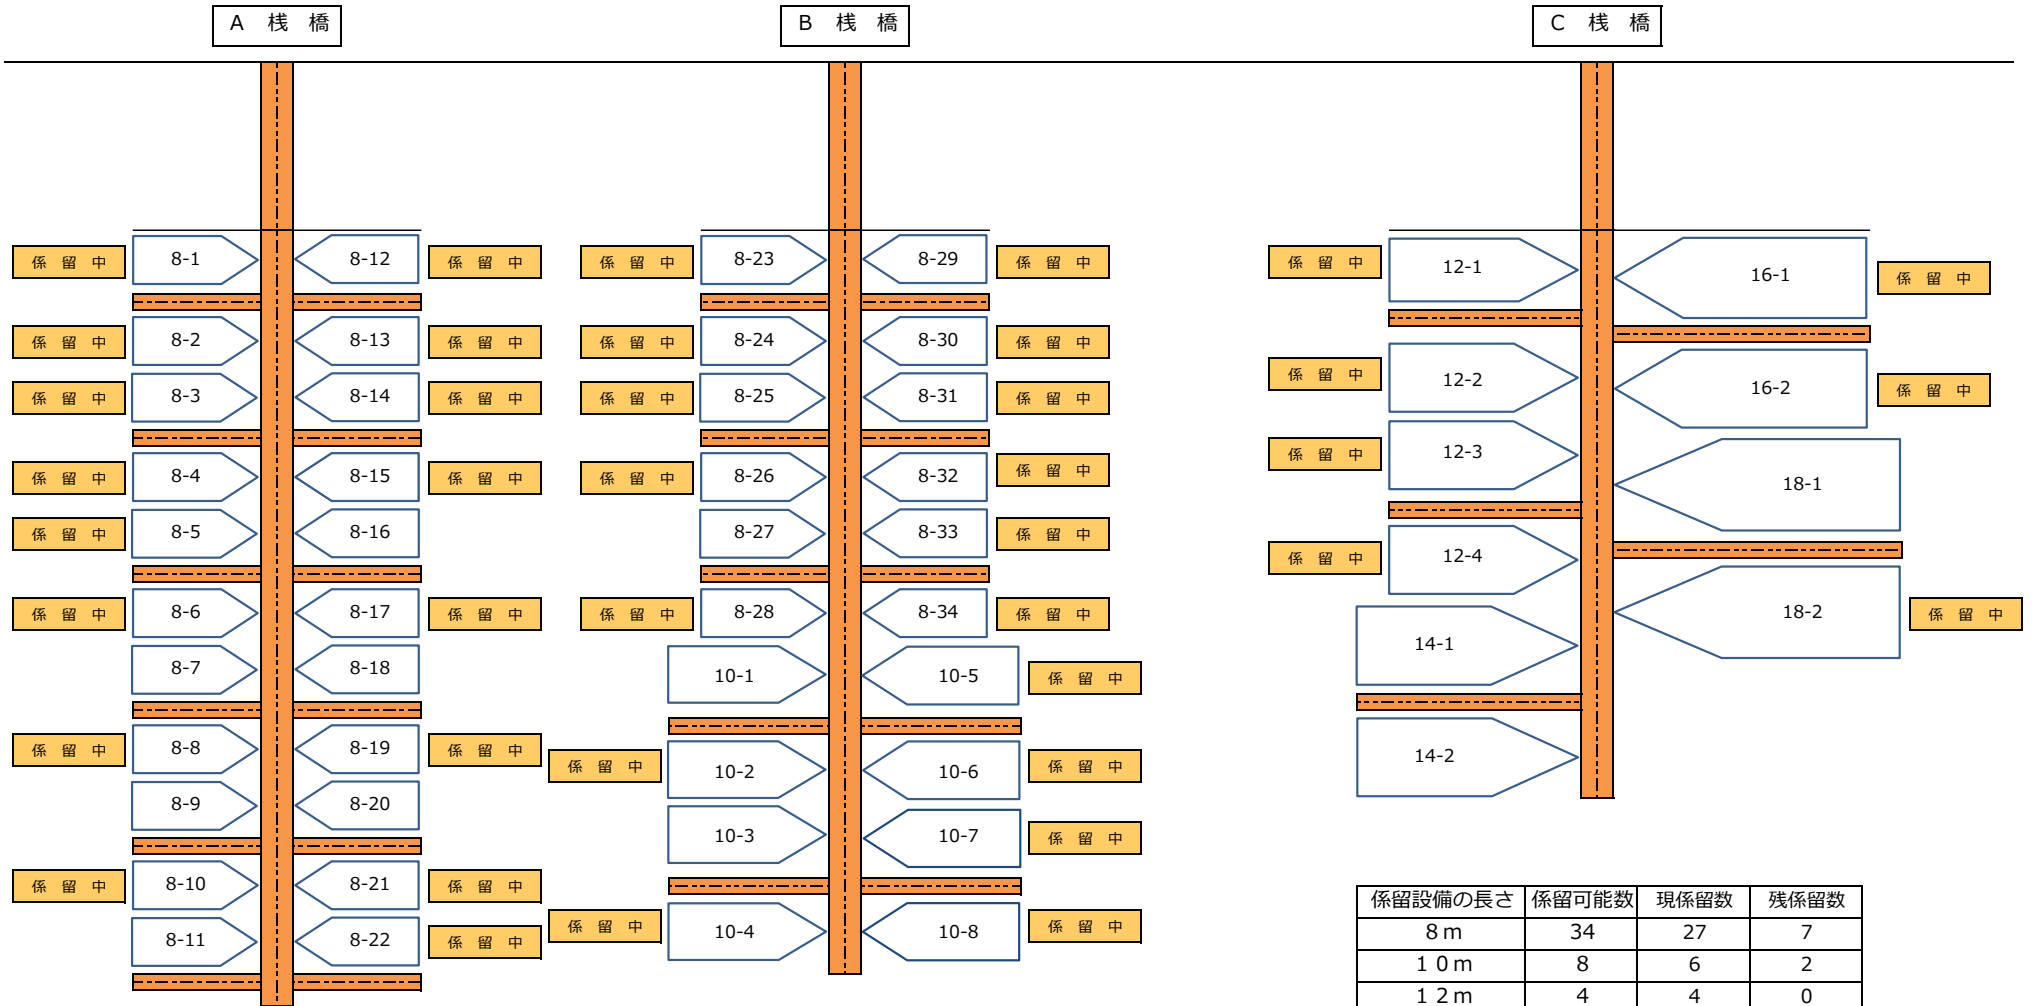 A 桟 橋
B 桟 橋
C 桟 橋
係 留 中 8-1 8-12 係 留 中 係 留 中 8-23 8-29 係 留 中 係 留 中 12-1 16-1 係 留 中
係 留 中 8-2 8-13 係 留 中 係 留 中 8-24 8-30 係 留 中
係 留 中 12-2 16-2 係 留 中
係 留 中 8-3 8-14 係 留 中 係 留 中 8-25 8-31 係 留 中
係 留 中 12-3
係 留 中 8-4 8-15 係 留 中 係 留 中 8-26 8-32 係 留 中 18-1
8-5 係 留 中 8-16 8-27 8-33 係 留 中
係 留 中 12-4
係 留 中 8-6 8-17 係 留 中 係 留 中 8-28 8-34 係 留 中 18-2 係 留 中
14-1
8-7 8-18 10-1 10-5 係 留 中
係 留 中 8-8 8-19 係 留 中 係 留 中 10-2 10-6 係 留 中 14-2
8-9 8-20 10-3 10-7 係 留 中
係 留 中 8-10 8-21 係 留 中
8-11 8-22 係 留 中 係 留 中 10-4 10-8 係 留 中
係留設備の長さ 係留可能数 現係留数 残係留数
8ｍ 34 27 7
１０ｍ 8 6 2
１２ｍ 4 4 0